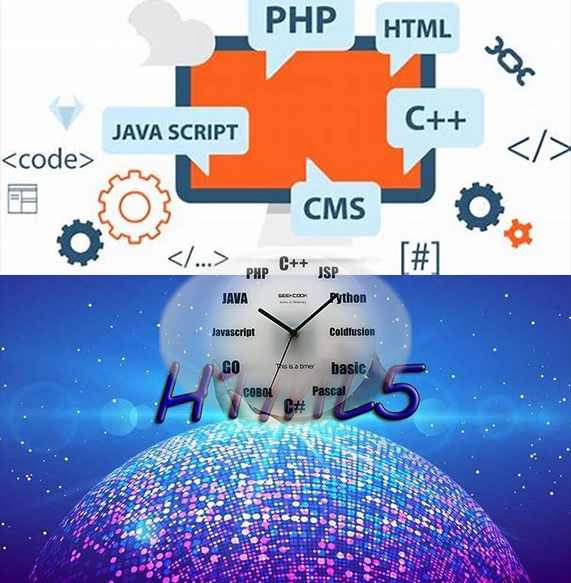 PHP
HTML
JAVA SCRIPT
C++
<code>
</>
CMS
</...>
[#]
C++
PHP
JSP
JAVA
GEEKCOOK
Python
Javascript
Coldfusion
GO
This is a timer
basic
COBOL
Pascal
C#
HTML5